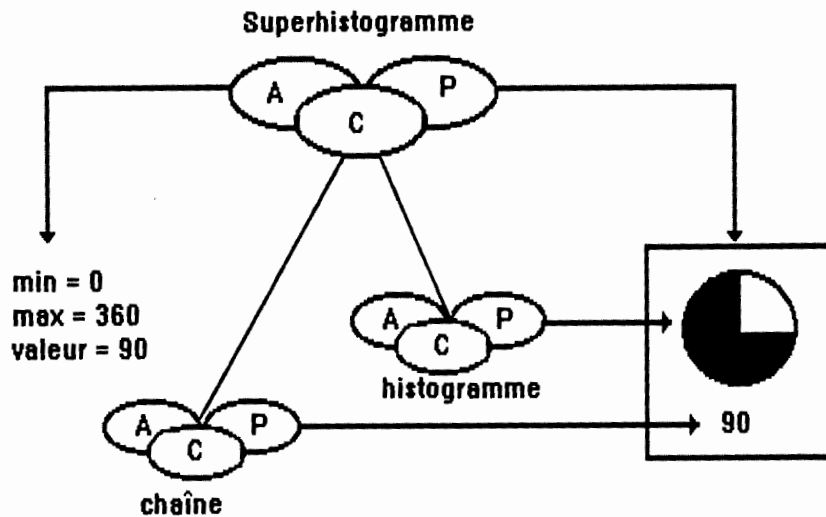 Superhistogramme
A
P
C
min = 0
max = 360
valeur = 90
A
P
C
histogramme
A
P
C
90
chaîne